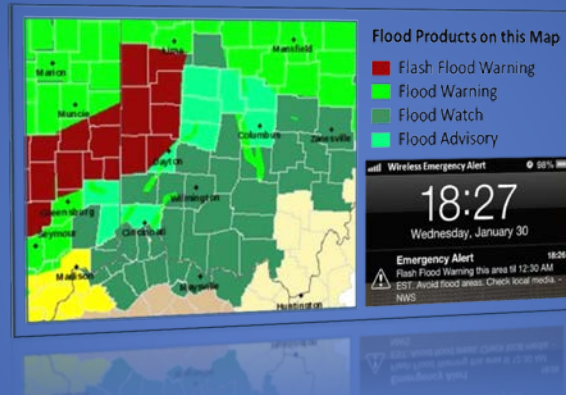 Flood Products on this Map
Flash Flood Warning
Flood Warning
Flood Watch
Flood Advisory
Lima
Mansfield
Marion
Muncie
Columbus
Zanesville
Dayton
Wilmington
Greensburg
Cincinnati
Seymour
Madison
Maysville
Huntington
Wireless Emergency Alert
98%
18:27
Wednesday, January 30
Emergency Alert 18:26
Flash Flood Warning this area til 12:30 AM
EST. Avoid flood areas. Check local media. -
NWS